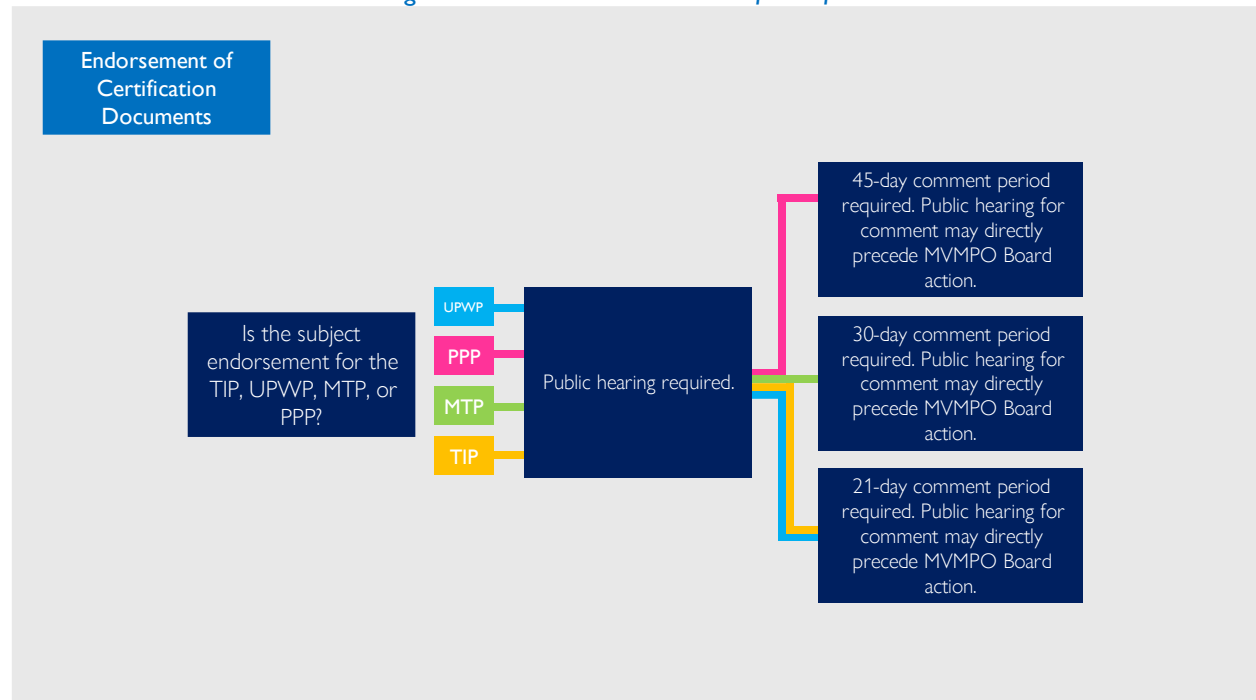 Endorsement of
Certification
Documents
Is the subject
endorsement for the
TIP, UPWP, MTP, or
PPP?
UPWP
PPP
MTP
TIP
Public hearing required.
45-day comment period
required. Public hearing for
comment may directly
precede MVMPO Board
action.
30-day comment period
required. Public hearing for
comment may directly
precede MVMPO Board
action.
21-day comment period
required. Public hearing for
comment may directly
precede MVMPO Board
action.